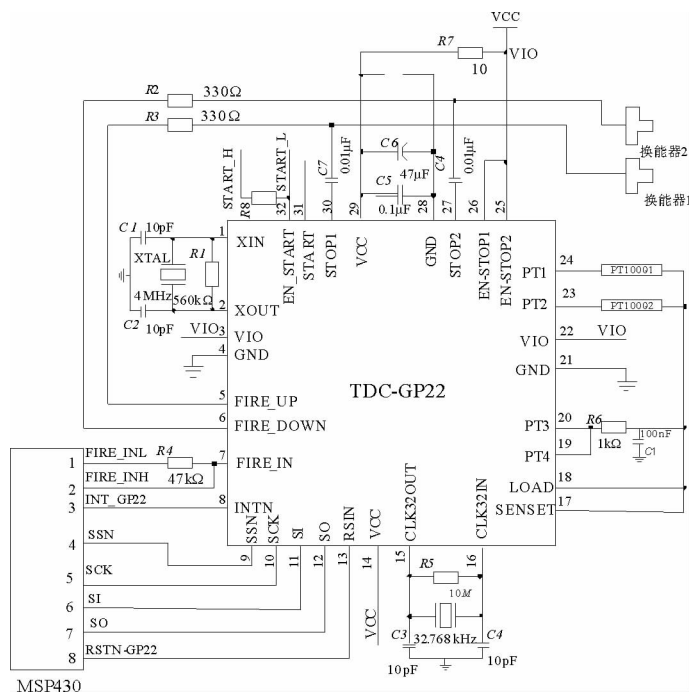 VCC
R7
VIO
10
R2
330Ω
R3
330Ω
换能器2
换能器1
START_H
START_L
R8
C7
0.01μF
C6
47μF
C5
0.1μF
C4
0.01μF
32
31
30
29
28
27
26
25
EN_START
START
STOP1
VCC
GND
STOP2
EN-STOP1
EN-STOP2
C1
10pF
1
XIN
XTAL
R1
4MHz
560kΩ
C2
10pF
2
XOUT
VIO
3
VIO
4
GND
5
FIRE_UP
6
FIRE_DOWN
7
FIRE_IN
8
INTN
TDC-GP22
24
PT1
PT100Ω1
23
PT2
PT100Ω2
22
VIO
VIO
21
GND
20
PT3
R6
1kΩ
100nF
C1
19
PT4
18
LOAD
17
SENSET
SSN
SCK
SI
SO
RSIN
VCC
CLK32OUT
CLK32IN
9
10
11
12
13
14
15
16
VCC
R5
10M
32.768kHz
C3
10pF
C4
10pF
FIRE_INL
R4
47kΩ
1
FIRE_INH
2
INT_GP22
3
SSN
4
SCK
5
SI
6
SO
7
RSTN-GP22
8
MSP430